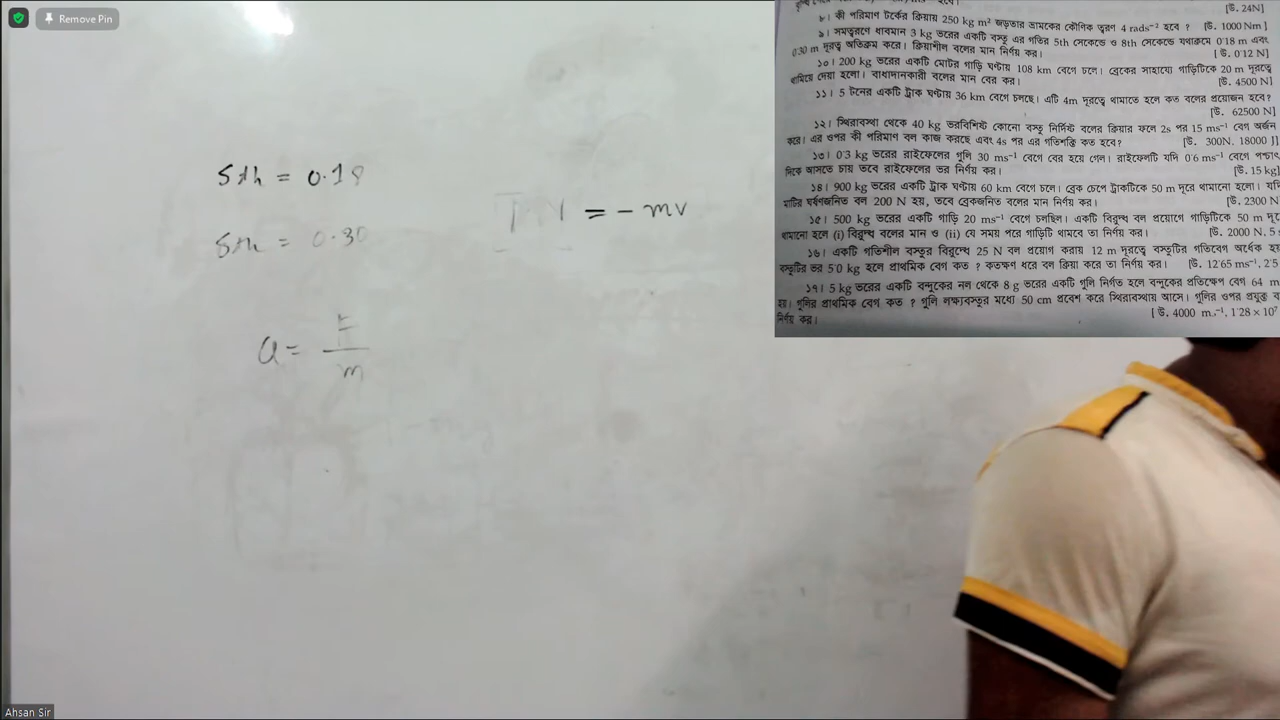 Remove Pin
5th = 0.18
8th = 0.30
a = F
m
= - mv
[উ. 24N]
৮। কী পরিমাণ টর্কের ক্রিয়ায় 250 kg m² জড়তার ভ্রামকের কৌণিক ত্বরণ 4 rads⁻² হবে ? [উ. 1000 Nm ]
৯। সমত্বরণে ধাবমান 3 kg ভরের একটি বস্তু এর গতির 5th সেকেন্ডে ও 8th সেকেন্ডে যথাক্রমে 0·18 m এবং
0·30 m দূরত্ব অতিক্রম করে। ক্রিয়াশীল বলের মান নির্ণয় কর। [ উ. 0·12 N]
১০। 200 kg ভরের একটি মোটর গাড়ি ঘণ্টায় 108 km বেগে চলে। ব্রেকের সাহায্যে গাড়িটিকে 20 m দূরত্বে
থামিয়ে দেয়া হলো। বাধাদানকারী বলের মান বের কর। [উ. 4500 N]
১১। 5 টনের একটি ট্রাক ঘণ্টায় 36 km বেগে চলছে। এটি 4m দূরত্বে থামাতে হলে কত বলের প্রয়োজন হবে?
[উ. 62500 N]
১২। স্থিরাবস্থা থেকে 40 kg ভরবিশিষ্ট কোনো বস্তু নির্দিষ্ট বলের ক্রিয়ার ফলে 2s পর 15 ms⁻¹ বেগ অর্জন
করে। এর ওপর কী পরিমাণ বল কাজ করছে এবং 4s পর এর গতিশক্তি কত হবে? [উ. 300N. 18000 J]
১৩। 0·3 kg ভরের রাইফেলের গুলি 30 ms⁻¹ বেগে বের হয়ে গেল। রাইফেলটি যদি 0·6 ms⁻¹ বেগে পশ্চাৎ
দিকে আসতে চায় তবে রাইফেলের ভর নির্ণয় কর। [উ. 15 kg]
১৪। 900 kg ভরের একটি ট্রাক ঘণ্টায় 60 km বেগে চলে। ব্রেক চেপে ট্রাকটিকে 50 m দূরে থামানো হলো। যদি
মাটির ঘর্ষণজনিত বল 200 N হয়, তবে ব্রেকজনিত বলের মান নির্ণয় কর। [উ. 2300 N
১৫। 500 kg ভরের একটি গাড়ি 20 ms⁻¹ বেগে চলছিল। একটি বিরুদ্ধ বল প্রয়োগে গাড়িটিকে 50 m দূ
থামানো হলে (i) বিরুদ্ধ বলের মান ও (ii) যে সময় পরে গাড়িটি থামবে তা নির্ণয় কর। [উ. 2000 N, 5
১৬। একটি গতিশীল বস্তুর বিরুদ্ধে 25 N বল প্রয়োগ করায় 12 m দূরত্বে বস্তুটির গতিবেগ অর্ধেক হ
বস্তুটির ভর 5·0 kg হলে প্রাথমিক বেগ কত ? কতক্ষণ ধরে বল ক্রিয়া করে তা নির্ণয় কর। [উ. 12·65 ms⁻¹, 2·5
১৭। 5 kg ভরের একটি বন্দুকের নল থেকে 8 g ভরের একটি গুলি নির্গত হলে বন্দুকের প্রতিক্ষেপ বেগ 64 m
হয়। গুলির প্রাথমিক বেগ কত ? গুলি লক্ষ্যবস্তুর মধ্যে 50 cm প্রবেশ করে স্থিরাবস্থায় আসে। গুলির ওপর প্রযুক্ত
নির্ণয় কর। [ উ. 4000 m⁻¹, 1·28 × 10⁷
Ahsan Sir